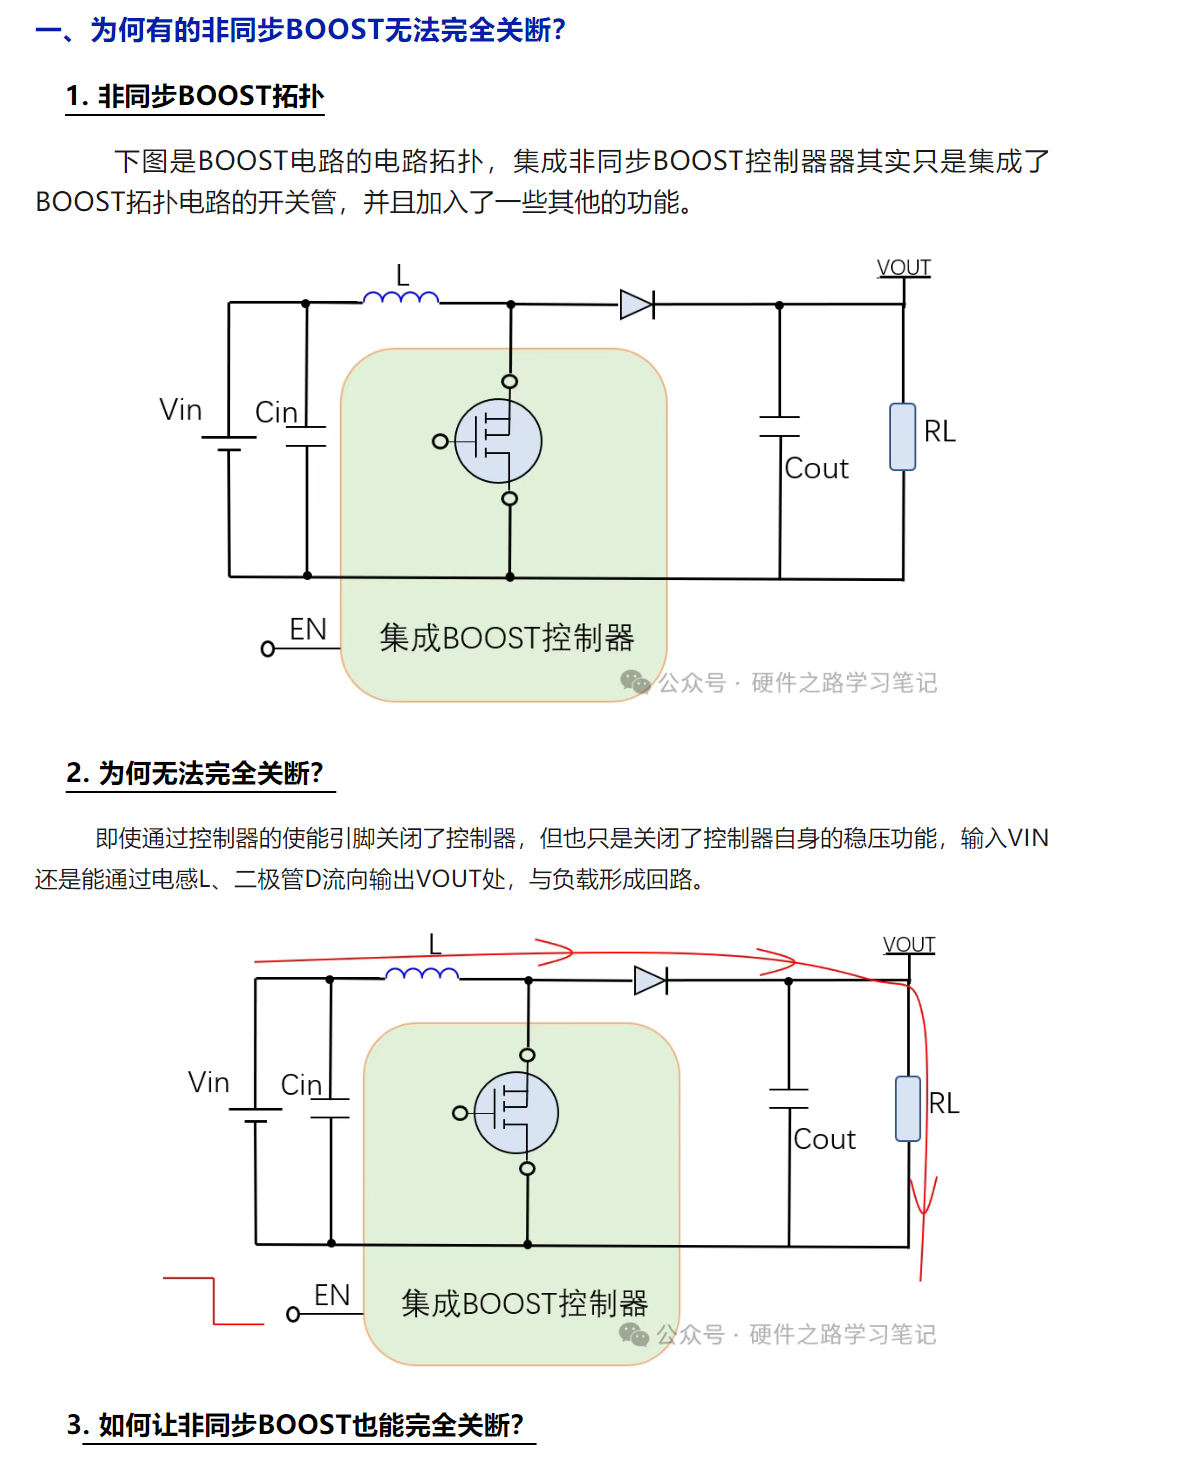 一、为何有的非同步BOOST无法完全关断？
1. 非同步BOOST拓扑
下图是BOOST电路的电路拓扑，集成非同步BOOST控制器器其实只是集成了
BOOST拓扑电路的开关管，并且加入了一些其他的功能。
L
VOUT
Vin
Cin
RL
Cout
EN
集成BOOST控制器
公众号 · 硬件之路学习笔记
2. 为何无法完全关断？
即使通过控制器的使能引脚关闭了控制器，但也只是关闭了控制器自身的稳压功能，输入VIN
还是能通过电感L、二极管D流向输出VOUT处，与负载形成回路。
L
VOUT
Vin
Cin
RL
Cout
EN
集成BOOST控制器
公众号 · 硬件之路学习笔记
3. 如何让非同步BOOST也能完全关断？